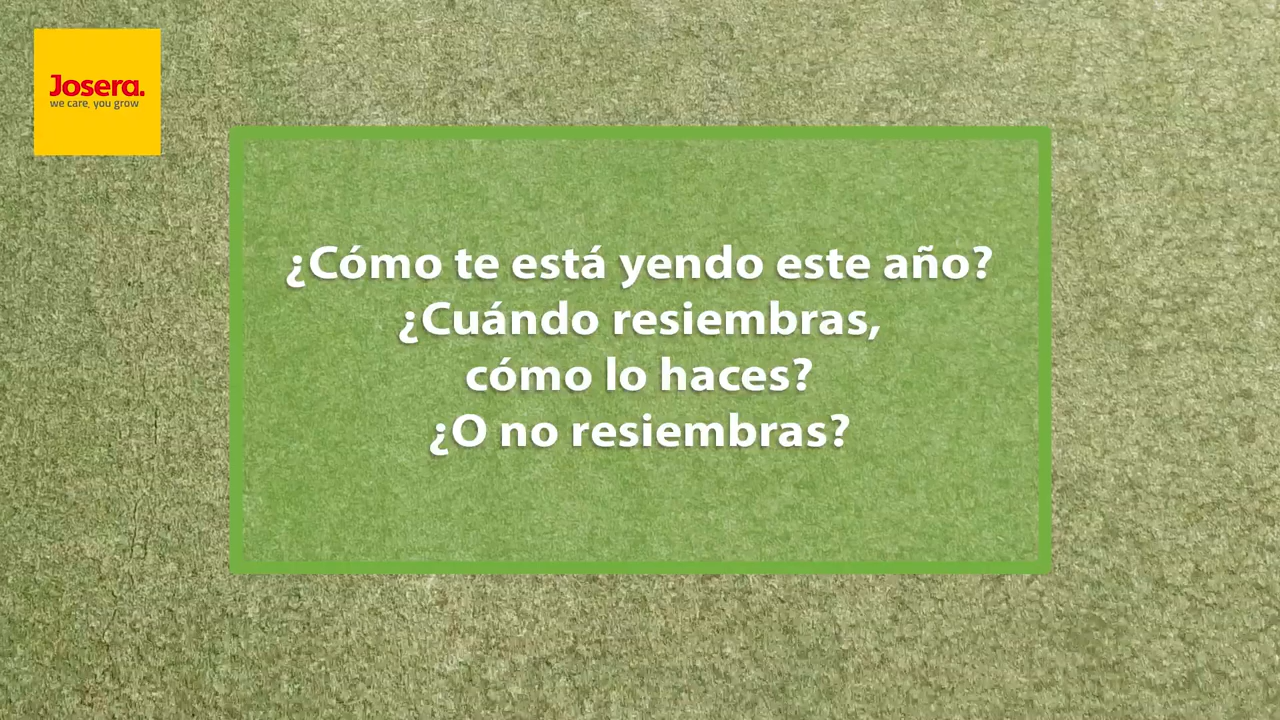 Josera.
we care, you grow
¿Cómo te está yendo este año?
¿Cuándo resiembras,
cómo lo haces?
¿O no resiembras?